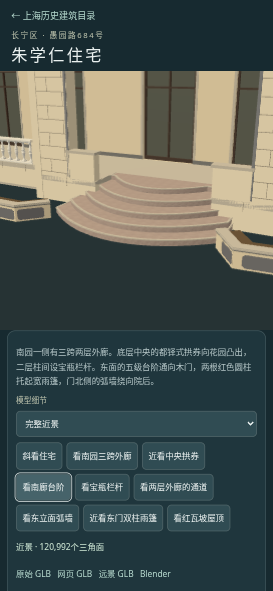 ← 上海历史建筑目录
长宁区 · 愚园路684号
朱学仁住宅
南园一侧有三跨两层外廊。底层中央的都铎式拱券向花园凸出，
二层柱间设宝瓶栏杆。东面的五级台阶通向木门，两根红色圆柱
托起宽雨篷，门北侧的弧墙绕向院后。
模型细节
完整近景
斜看住宅 看南园三跨外廊 近看中央拱券
看南廊台阶 看宝瓶栏杆 看两层外廊的通道
看东立面弧墙 近看东门双柱雨篷 看红瓦坡屋顶
近景 · 120,992个三角面
原始 GLB 网页 GLB 远景 GLB Blender